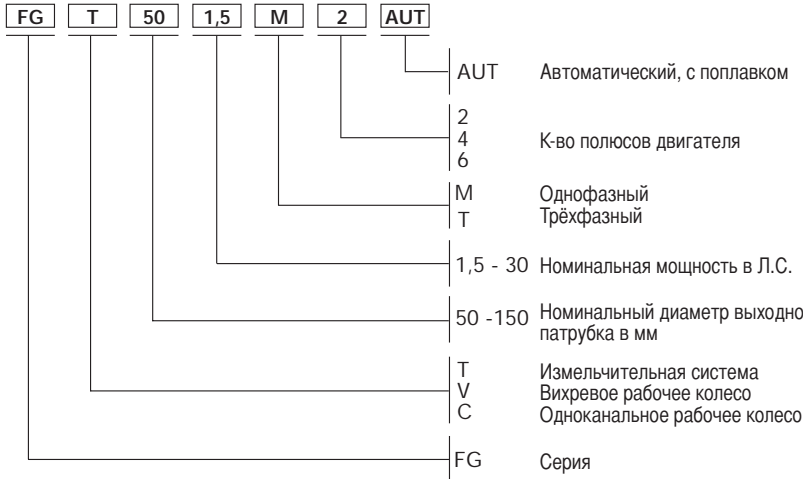 FG T 50 1,5 M 2 AUT
AUT Автоматический, с поплавком
2
4 К-во полюсов двигателя
6
M Однофазный
T Трёхфазный
1,5 - 30 Номинальная мощность в Л.С.
50 -150 Номинальный диаметр выходно
патрубка в мм
T Измельчительная система
V Вихревое рабочее колесо
C Одноканальное рабочее колесо
FG Серия